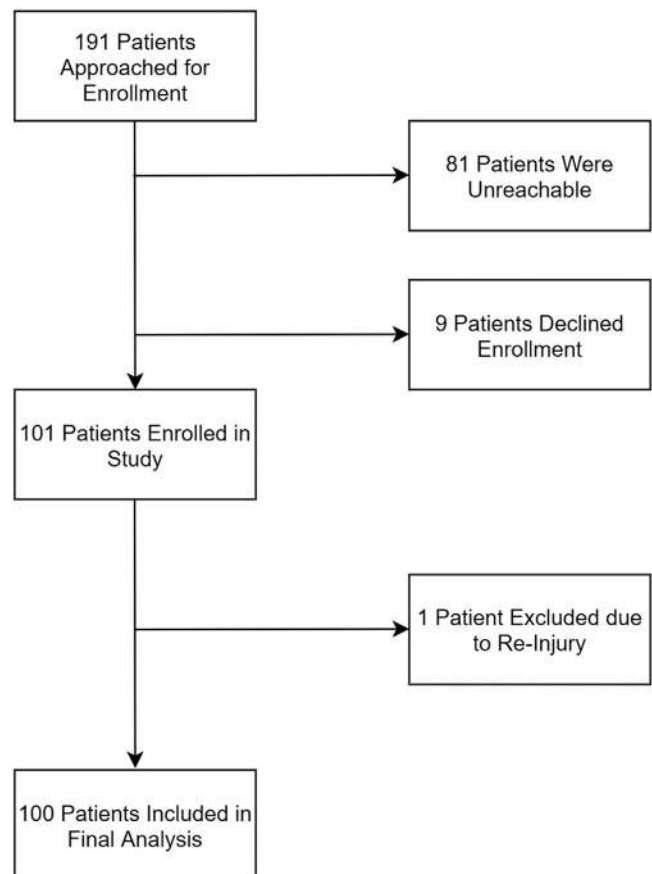 191 Patients
Approached for
Enrollment
81 Patients Were
Unreachable
9 Patients Declined
Enrollment
101 Patients Enrolled in
Study
1 Patient Excluded due
to Re-Injury
100 Patients Included in
Final Analysis